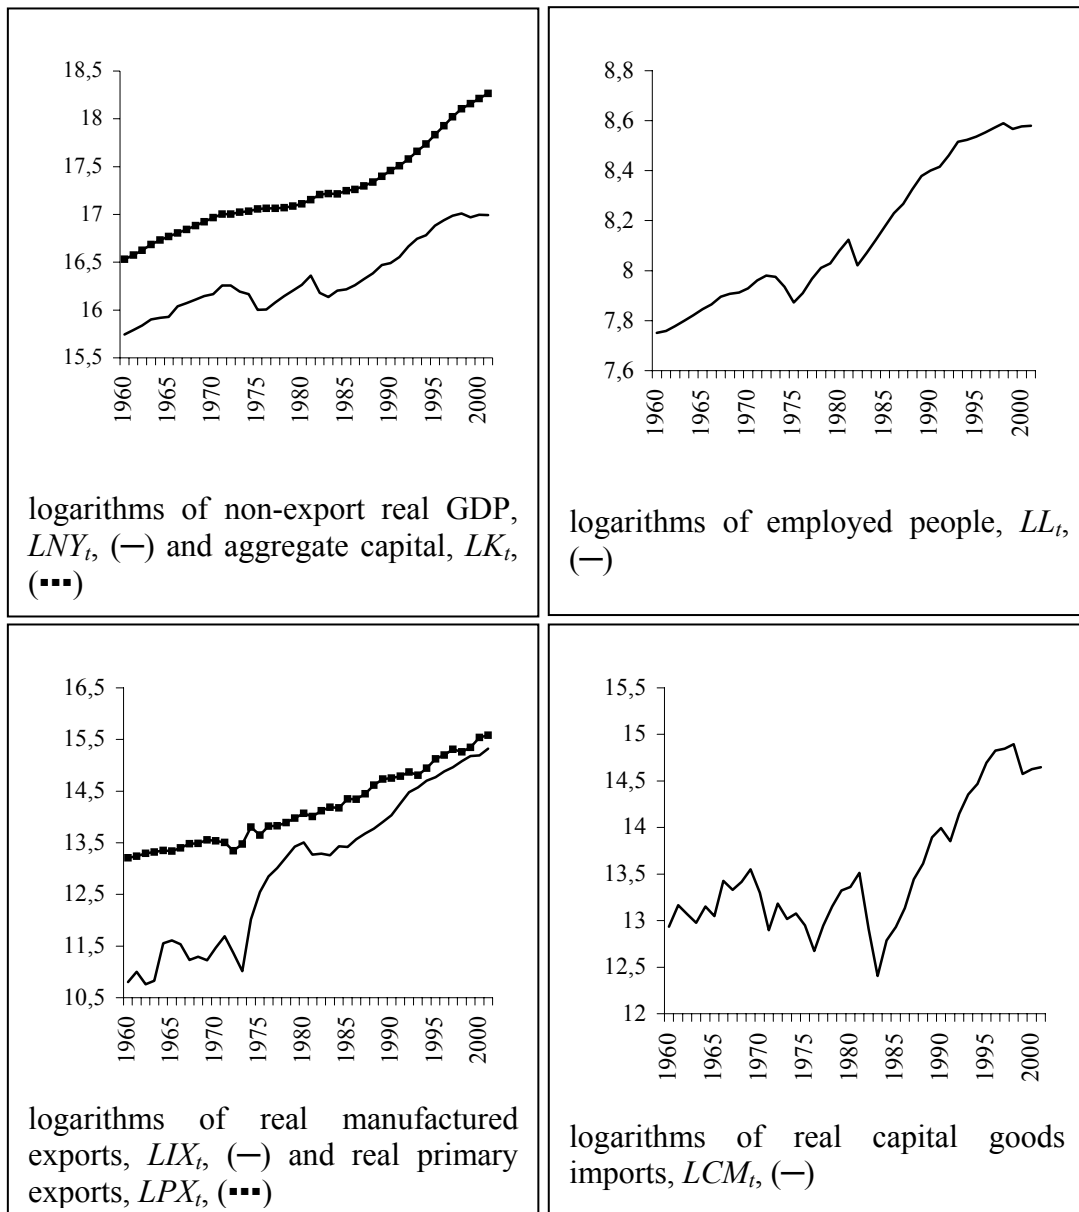 18,5
18
17,5
17
16,5
16
15,5
1960 1965 1970 1975 1980 1985 1990 1995 2000
logarithms of non-export real GDP,
LNYt, (—) and aggregate capital, LKt,
(▪▪▪)
8,8
8,6
8,4
8,2
8
7,8
7,6
1960 1965 1970 1975 1980 1985 1990 1995 2000
logarithms of employed people, LLt,
(—)
16,5
15,5
14,5
13,5
12,5
11,5
10,5
1960 1965 1970 1975 1980 1985 1990 1995 2000
logarithms of real manufactured
exports, LIXt, (—) and real primary
exports, LPXt, (▪▪▪)
15,5
15
14,5
14
13,5
13
12,5
12
1960 1965 1970 1975 1980 1985 1990 1995 2000
logarithms of real capital goods
imports, LCMt, (—)